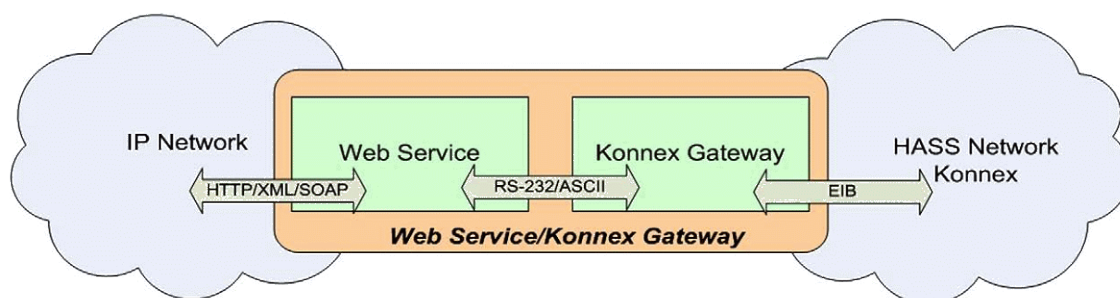 IP Network
Web Service
Konnex Gateway
HASS Network
Konnex
HTTP/XML/SOAP
RS-232/ASCII
EIB
Web Service/Konnex Gateway